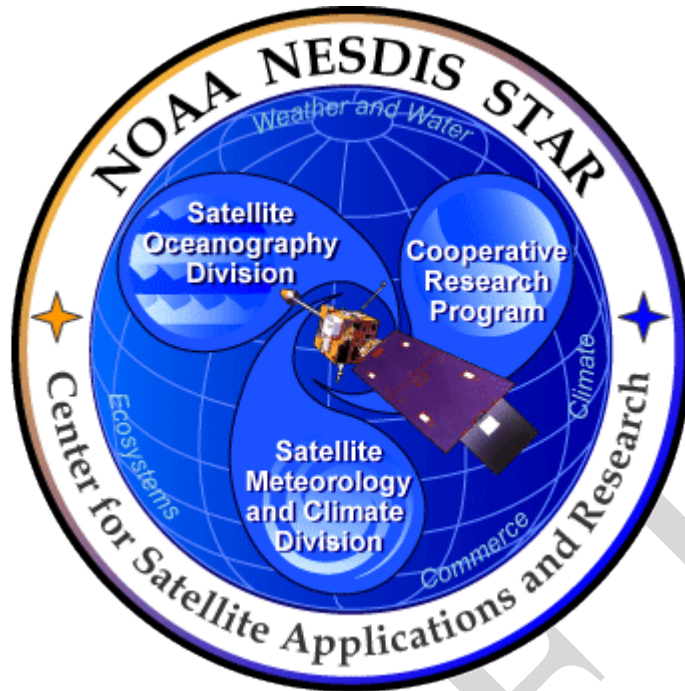 NOAA NESDIS STAR
Weather and Water
Satellite
Oceanography
Division
Cooperative
Research
Program
Climate
Ecosystems
Satellite
Meteorology
and Climate
Division
Commerce
Center for Satellite Applications and Research